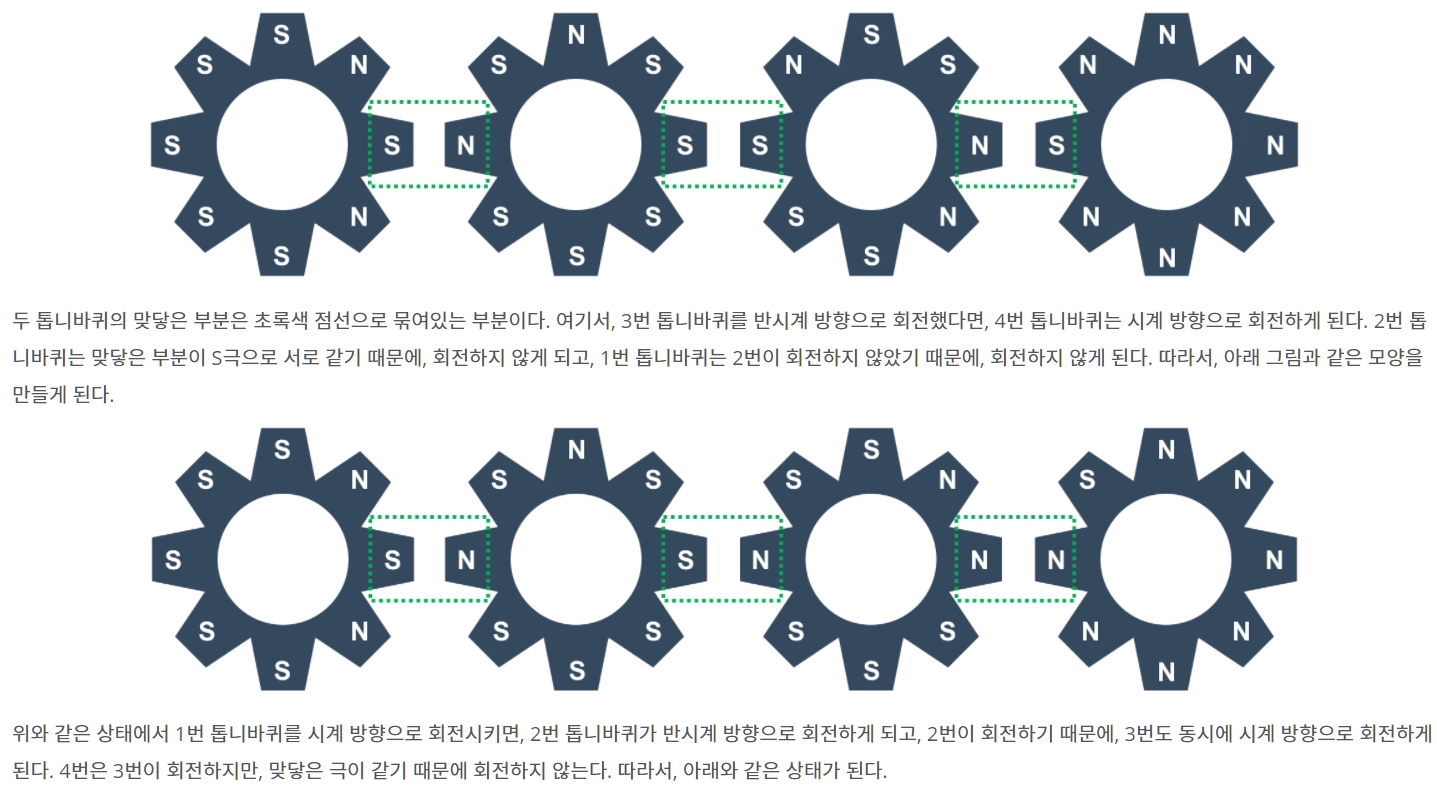 S N S N
S N S S N S N N
S S N S S N S N
S N S S S N N N
S S S N
두 톱니바퀴의 맞닿은 부분은 초록색 점선으로 묶여있는 부분이다. 여기서, 3번 톱니바퀴를 반시계 방향으로 회전했다면, 4번 톱니바퀴는 시계 방향으로 회전하게 된다. 2번 톱
니바퀴는 맞닿은 부분이 S극으로 서로 같기 때문에, 회전하지 않게 되고, 1번 톱니바퀴는 2번이 회전하지 않았기 때문에, 회전하지 않게 된다. 따라서, 아래 그림과 같은 모양을
만들게 된다.
S N S N
S N S S S N S N
S S N S N N N N
S N S S S S N N
S S S N
위와 같은 상태에서 1번 톱니바퀴를 시계 방향으로 회전시키면, 2번 톱니바퀴가 반시계 방향으로 회전하게 되고, 2번이 회전하기 때문에, 3번도 동시에 시계 방향으로 회전하게
된다. 4번은 3번이 회전하지만, 맞닿은 극이 같기 때문에 회전하지 않는다. 따라서, 아래와 같은 상태가 된다.